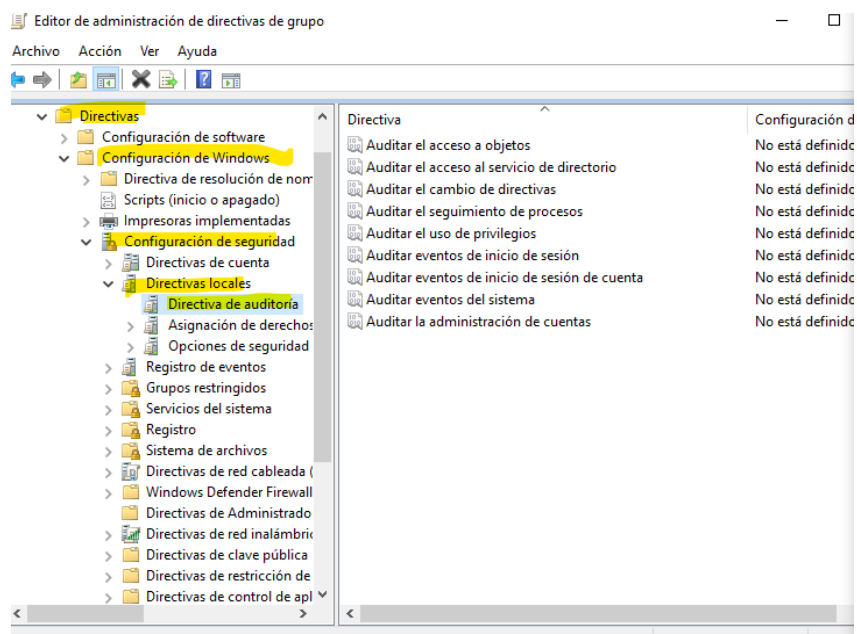 Editor de administración de directivas de grupo
Archivo Acción Ver Ayuda
Directivas
Configuración de software
Configuración de Windows
Directiva de resolución de nom
Scripts (inicio o apagado)
Impresoras implementadas
Configuración de seguridad
Directivas de cuenta
Directivas locales
Directiva de auditoría
Asignación de derechos
Opciones de seguridad
Registro de eventos
Grupos restringidos
Servicios del sistema
Registro
Sistema de archivos
Directivas de red cableada (
Windows Defender Firewall
Directivas de Administrado
Directivas de red inalámbric
Directivas de clave pública
Directivas de restricción de
Directivas de control de apl
Directiva Configuración d
Auditar el acceso a objetos No está definido
Auditar el acceso al servicio de directorio No está definido
Auditar el cambio de directivas No está definido
Auditar el seguimiento de procesos No está definido
Auditar el uso de privilegios No está definido
Auditar eventos de inicio de sesión No está definido
Auditar eventos de inicio de sesión de cuenta No está definido
Auditar eventos del sistema No está definido
Auditar la administración de cuentas No está definido